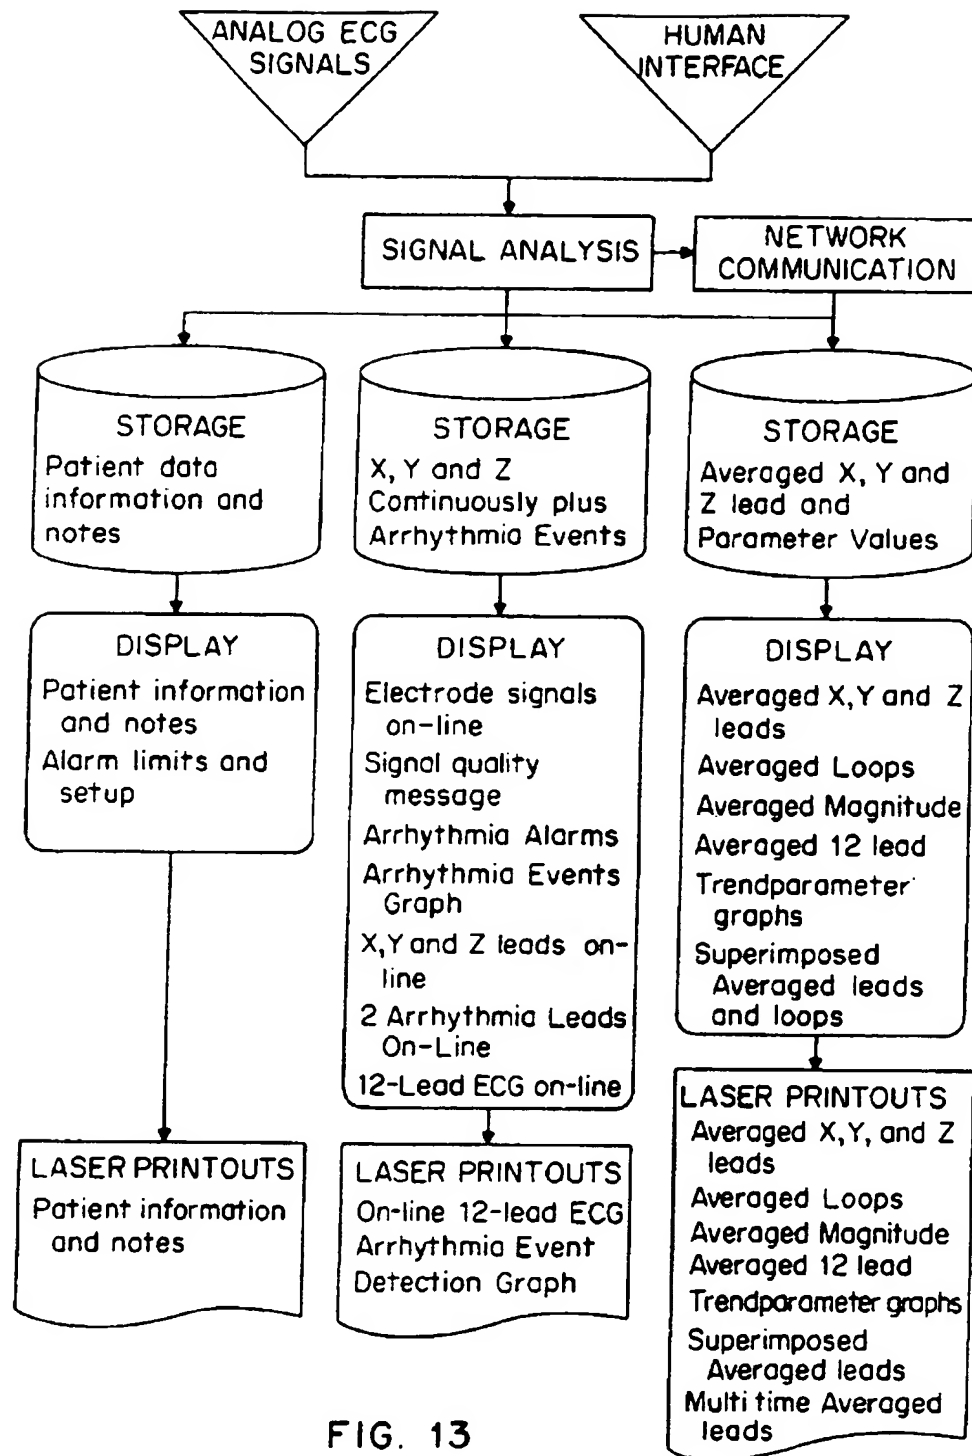 ANALOG ECG
SIGNALS
HUMAN
INTERFACE
SIGNAL ANALYSIS
NETWORK
COMMUNICATION
STORAGE
Patient data
information and
notes
STORAGE
X, Y and Z
Continuously plus
Arrhythmia Events
STORAGE
Averaged X, Y and
Z lead and
Parameter Values
DISPLAY
Patient information
and notes
Alarm limits and
setup
DISPLAY
Electrode signals
on-line
Signal quality
message
Arrhythmia Alarms
Arrhythmia Events
Graph
X,Y and Z leads on-
line
2 Arrhythmia Leads
On-Line
12-Lead ECG on-line
DISPLAY
Averaged X,Y and Z
leads
Averaged Loops
Averaged Magnitude
Averaged 12 lead
Trendparameter
graphs
Superimposed
Averaged leads
and loops
LASER PRINTOUTS
Patient information
and notes
LASER PRINTOUTS
On-line 12-lead ECG
Arrhythmia Event
Detection Graph
LASER PRINTOUTS
Averaged X,Y, and Z
leads
Averaged Loops
Averaged Magnitude
Averaged 12 lead
Trendparameter graphs
Superimposed
Averaged leads
Multi time Averaged
leads
FIG. 13